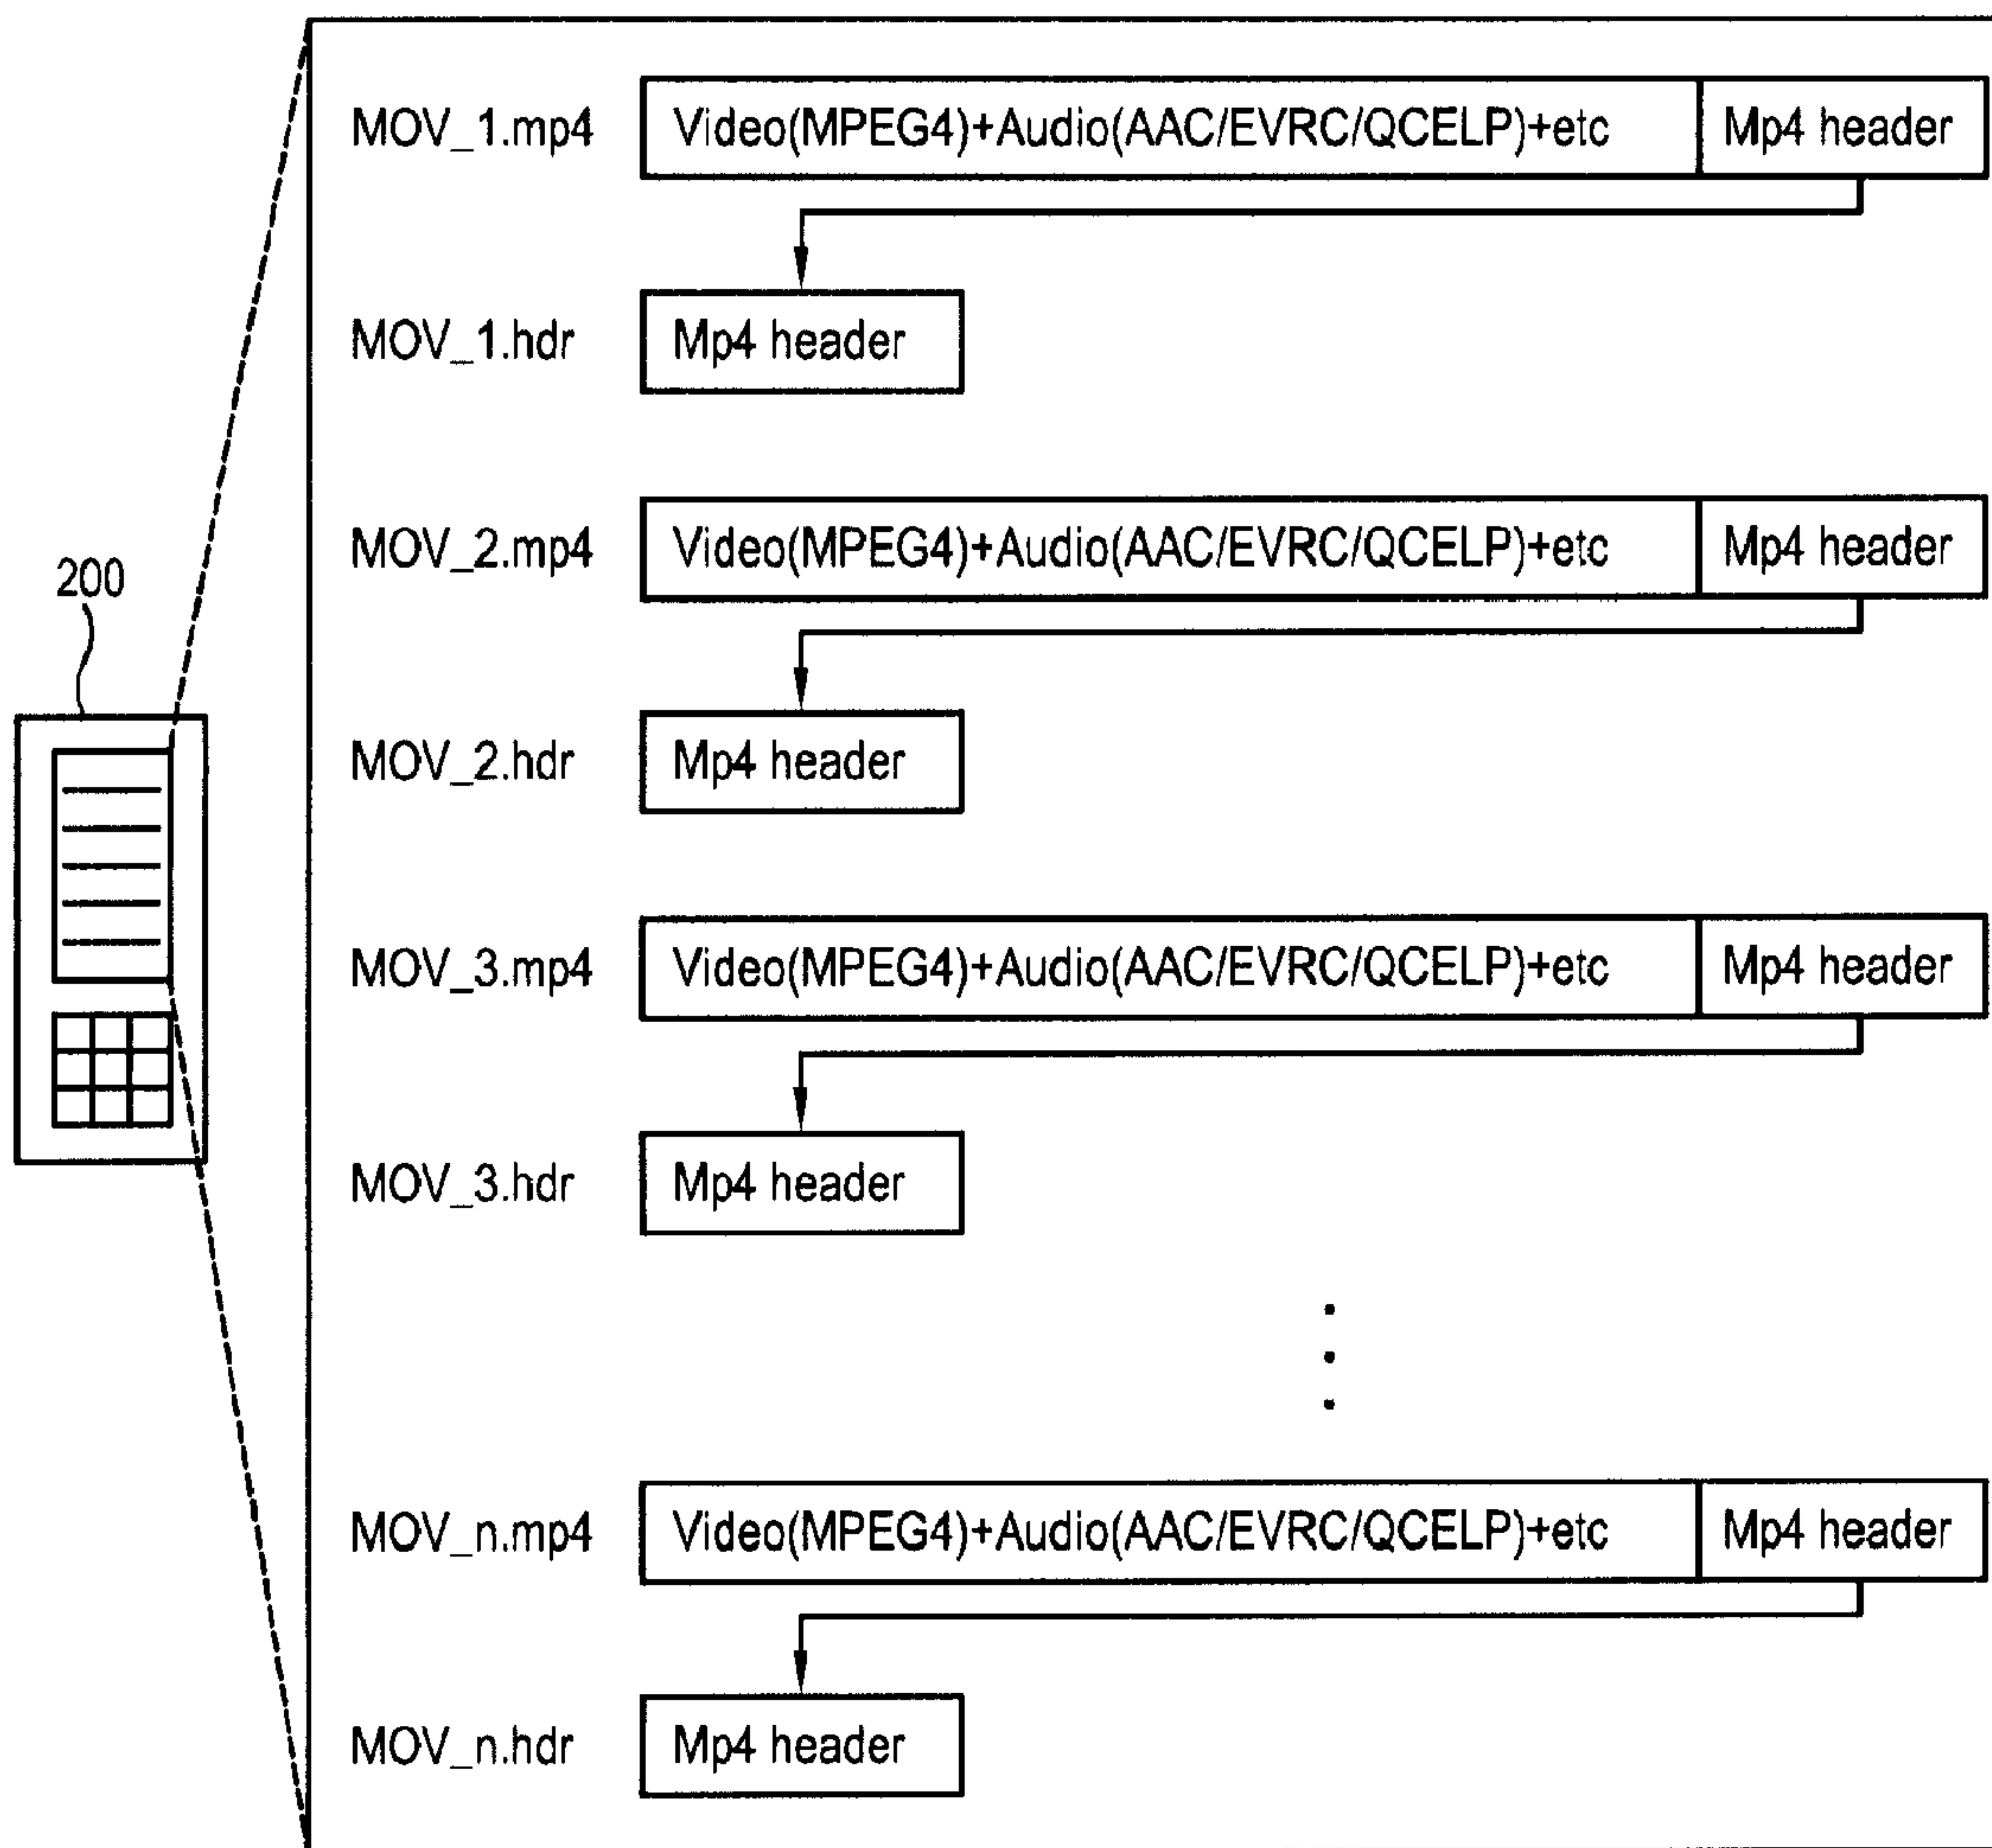 MOV_1.mp4 Video(MPEG4)+Audio(AAC/EVRC/QCELP)+etc Mp4 header
MOV_1.hdr Mp4 header
MOV_2.mp4 Video(MPEG4)+Audio(AAC/EVRC/QCELP)+etc Mp4 header
200
MOV_2.hdr Mp4 header
MOV_3.mp4 Video(MPEG4)+Audio(AAC/EVRC/QCELP)+etc Mp4 header
MOV_3.hdr Mp4 header
MOV_n.mp4 Video(MPEG4)+Audio(AAC/EVRC/QCELP)+etc Mp4 header
MOV_n.hdr Mp4 header